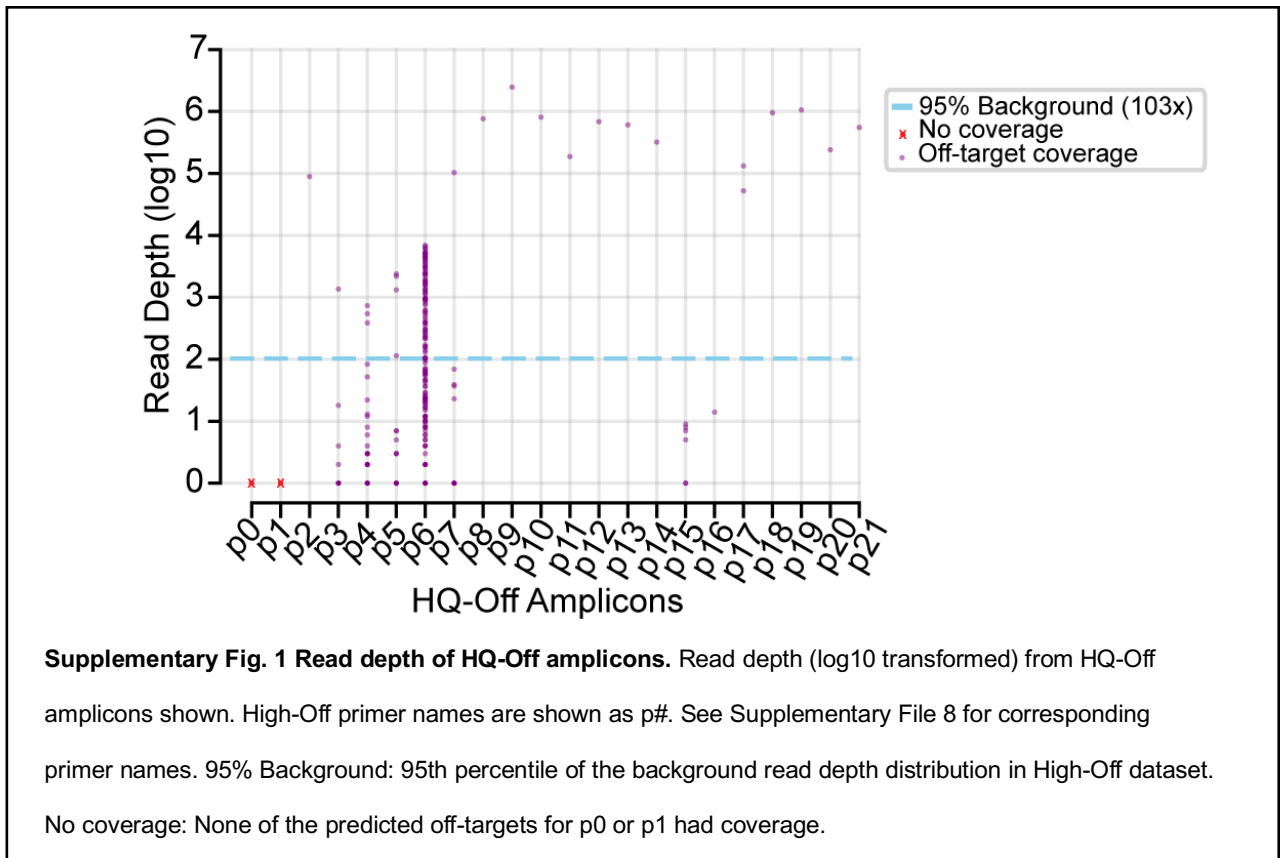 7
6
5
4
3
2
1
0
Read Depth (log10)
95% Background (103x)
No coverage
Off-target coverage
p0
p1
p2
p3
p4
p5
p6
p7
p8
p9
p10
p11
p12
p13
p14
p15
p16
p17
p18
p19
p20
p21
HQ-Off Amplicons
Supplementary Fig. 1 Read depth of HQ-Off amplicons. Read depth (log10 transformed) from HQ-Off
amplicons shown. High-Off primer names are shown as p#. See Supplementary File 8 for corresponding
primer names. 95% Background: 95th percentile of the background read depth distribution in High-Off dataset.
No coverage: None of the predicted off-targets for p0 or p1 had coverage.